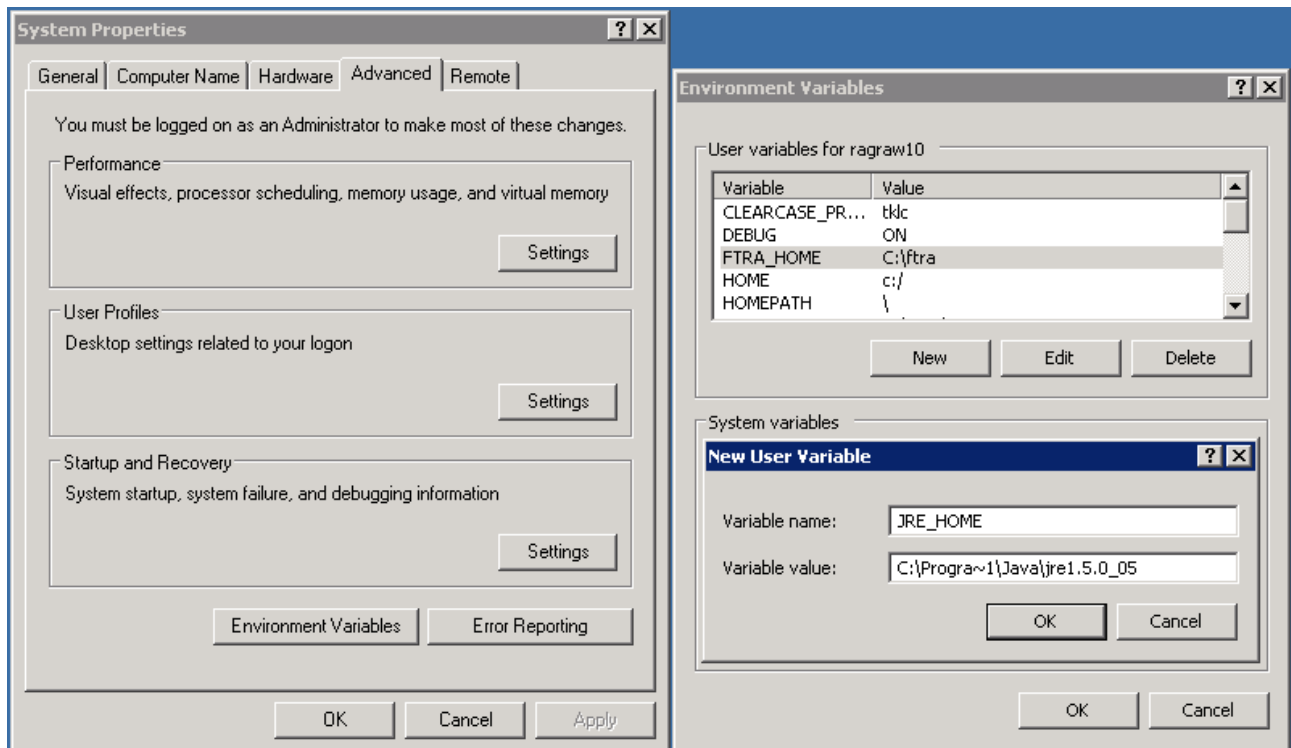 System Properties
General Computer Name Hardware Advanced Remote
You must be logged on as an Administrator to make most of these changes.
Performance
Visual effects, processor scheduling, memory usage, and virtual memory
Settings
User Profiles
Desktop settings related to your logon
Settings
Startup and Recovery
System startup, system failure, and debugging information
Settings
Environment Variables Error Reporting
OK Cancel Apply
Environment Variables
User variables for ragraw10
Variable Value
CLEARCASE_PR... tklc
DEBUG ON
FTRA_HOME C:\ftra
HOME c:/
HOMEPATH \
New Edit Delete
System variables
New User Variable
Variable name: JRE_HOME
Variable value: C:\Progra~1\Java\jre1.5.0_05
OK Cancel
OK Cancel